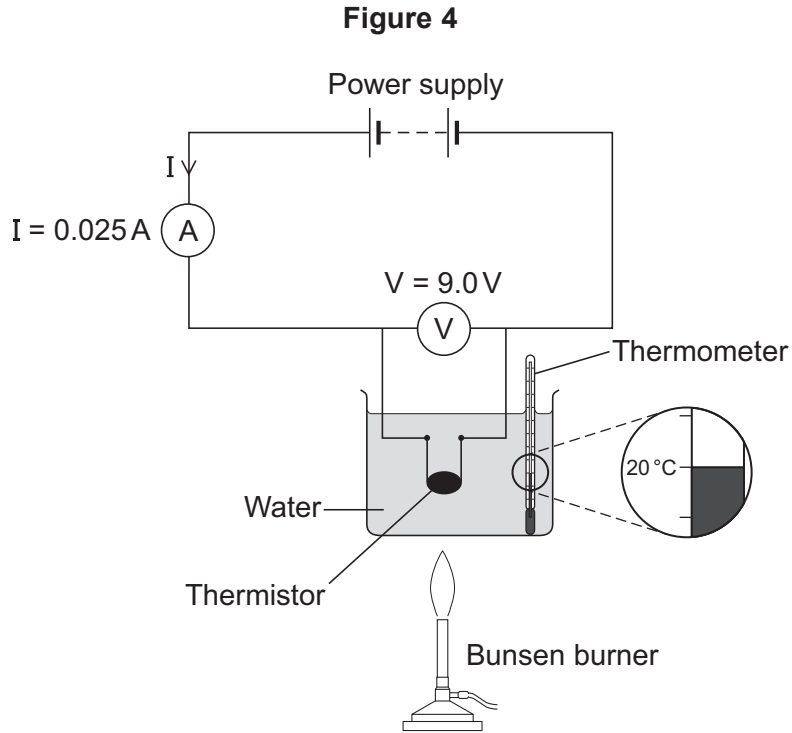 Figure 4
Power supply
I
I = 0.025 A
A
V = 9.0 V
V
Thermometer
20 °C
Water
Thermistor
Bunsen burner